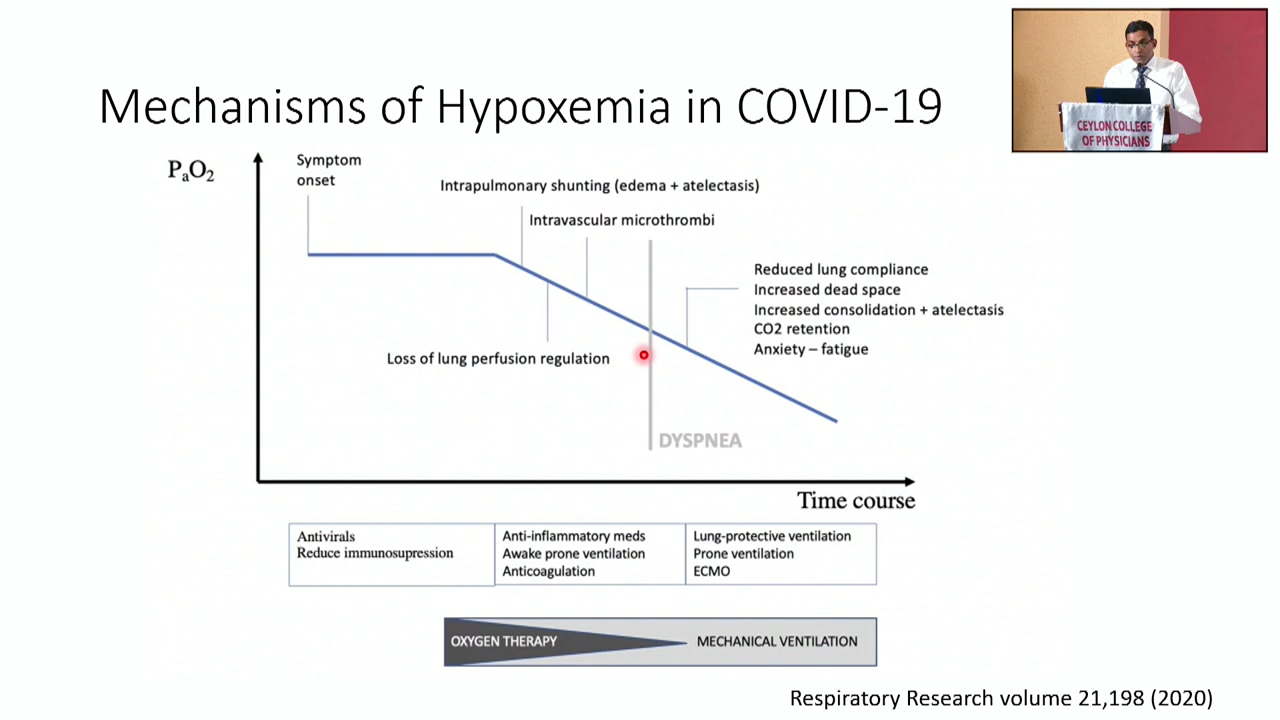 CEYLON COLLEGE
OF PHYSICIANS
Mechanisms of Hypoxemia in COVID-19
PaO2
Symptom
onset
Intrapulmonary shunting (edema + atelectasis)
Intravascular microthrombi
Reduced lung compliance
Increased dead space
Increased consolidation + atelectasis
CO2 retention
Anxiety – fatigue
Loss of lung perfusion regulation
DYSPNEA
Time course
Antivirals
Reduce immunosupression
Anti-inflammatory meds
Awake prone ventilation
Anticoagulation
Lung-protective ventilation
Prone ventilation
ECMO
OXYGEN THERAPY
MECHANICAL VENTILATION
Respiratory Research volume 21,198 (2020)